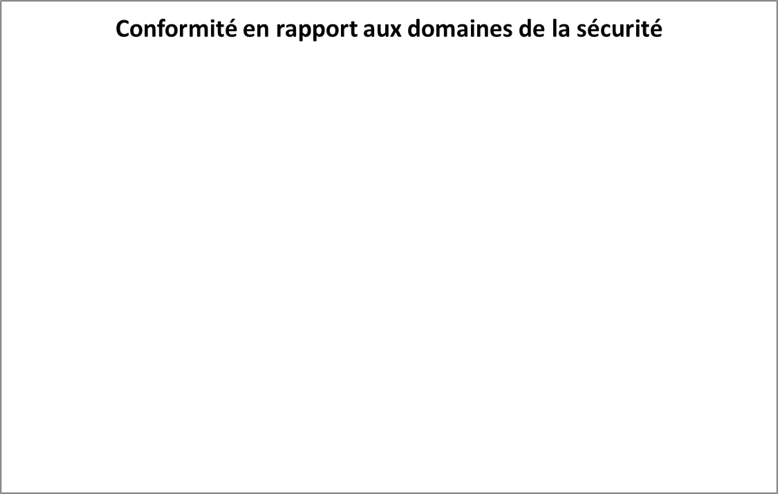 Conformité en rapport aux domaines de la sécurité